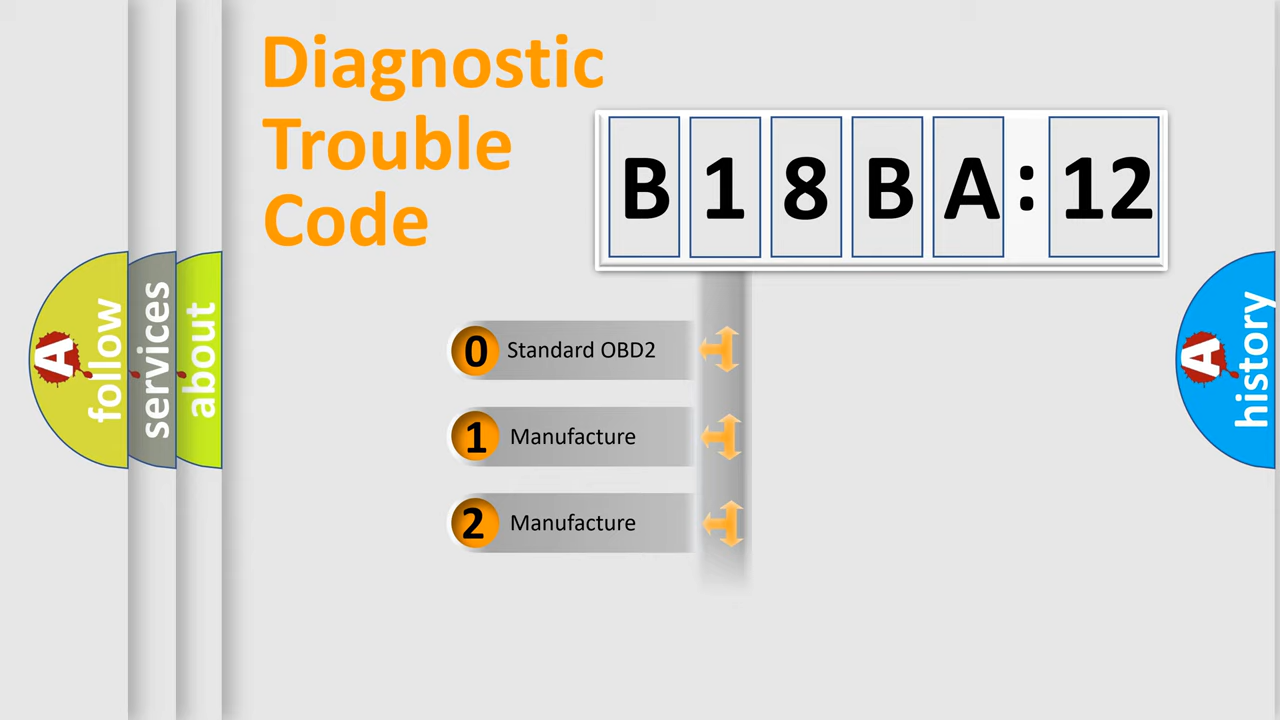 Diagnostic
Trouble
Code
B 1 8 B A : 12
0 Standard OBD2
1 Manufacture
2 Manufacture
A follow
services
about
A history